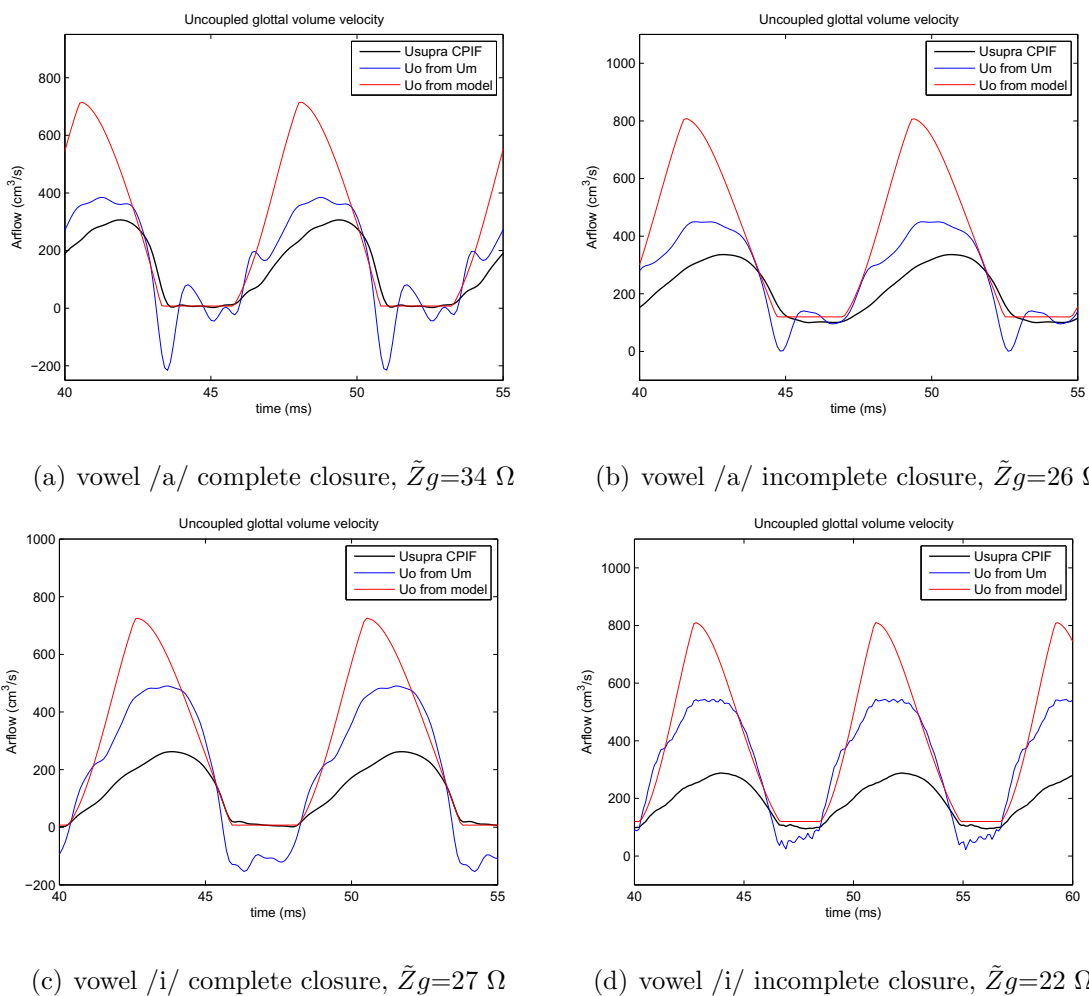 Uncoupled glottal volume velocity
Usupra CPIF
Uo from Um
Uo from model
Arflow (cm³/s)
800
600
400
200
0
−200
40 45 50 55
time (ms)
(a) vowel /a/ complete closure, Z̃g=34 Ω
Uncoupled glottal volume velocity
Usupra CPIF
Uo from Um
Uo from model
Arflow (cm³/s)
1000
800
600
400
200
0
40 45 50 55
time (ms)
(b) vowel /a/ incomplete closure, Z̃g=26 Ω
Uncoupled glottal volume velocity
Usupra CPIF
Uo from Um
Uo from model
Arflow (cm³/s)
1000
800
600
400
200
0
−200
40 45 50 55
time (ms)
(c) vowel /i/ complete closure, Z̃g=27 Ω
Uncoupled glottal volume velocity
Usupra CPIF
Uo from Um
Uo from model
Arflow (cm³/s)
1000
800
600
400
200
0
40 45 50 55 60
time (ms)
(d) vowel /i/ incomplete closure, Z̃g=22 Ω